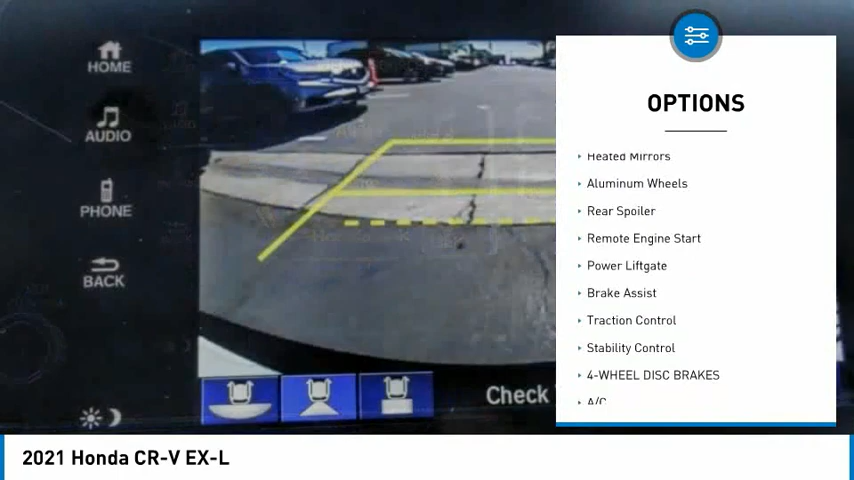 HOME
AUDIO
PHONE
BACK
Check
OPTIONS
Heated Mirrors
Aluminum Wheels
Rear Spoiler
Remote Engine Start
Power Liftgate
Brake Assist
Traction Control
Stability Control
4-WHEEL DISC BRAKES
A/C
2021 Honda CR-V EX-L